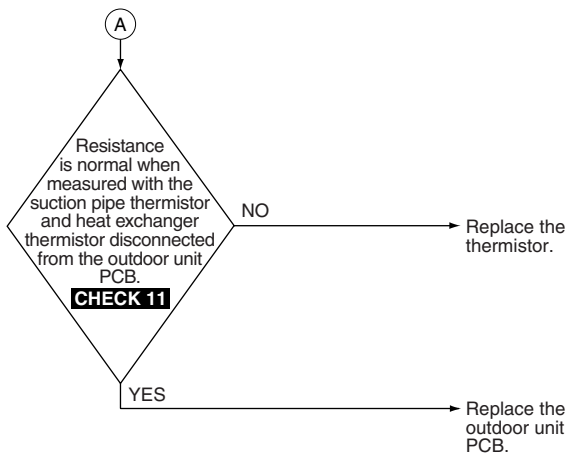 A
Resistance
is normal when
measured with the
suction pipe thermistor
and heat exchanger
thermistor disconnected
from the outdoor unit
PCB.
CHECK 11
NO
Replace the
thermistor.
YES
Replace the
outdoor unit
PCB.